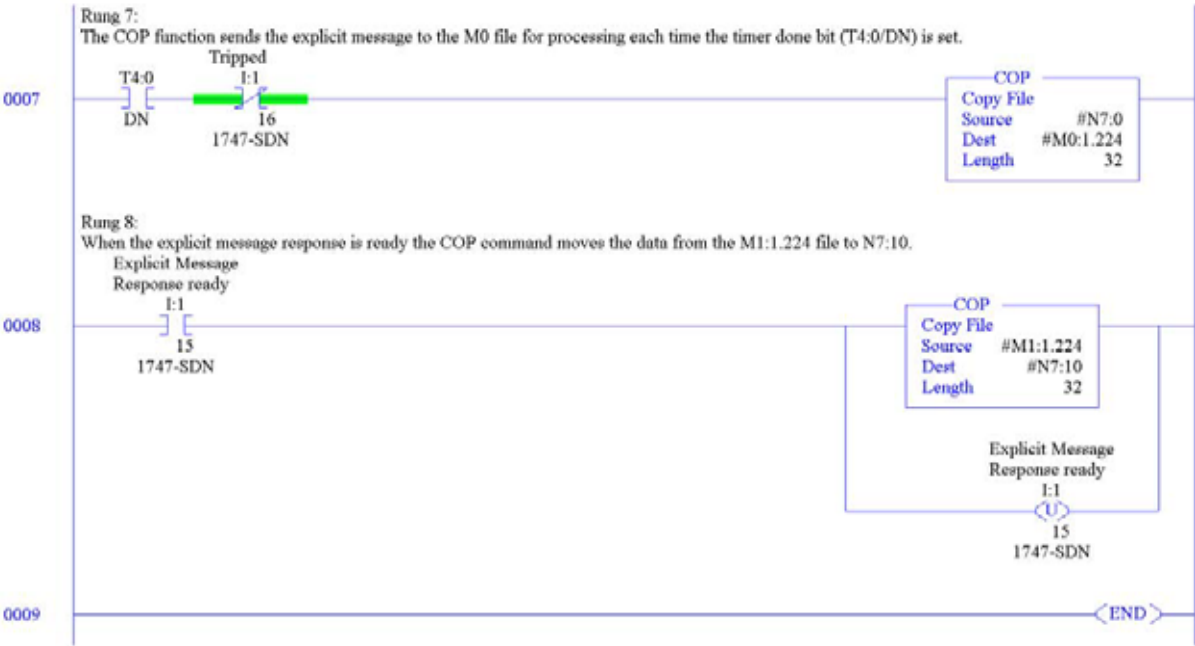 Rung 7:
The COP function sends the explicit message to the M0 file for processing each time the timer done bit (T4:0/DN) is set.
Tripped
T4:0 I:1
0007
DN 16
1747-SDN
COP
Copy File
Source #N7:0
Dest #M0:1.224
Length 32
Rung 8:
When the explicit message response is ready the COP command moves the data from the M1:1.224 file to N7:10.
Explicit Message
Response ready
I:1
0008
15
1747-SDN
COP
Copy File
Source #M1:1.224
Dest #N7:10
Length 32
Explicit Message
Response ready
I:1
U
15
1747-SDN
0009
END